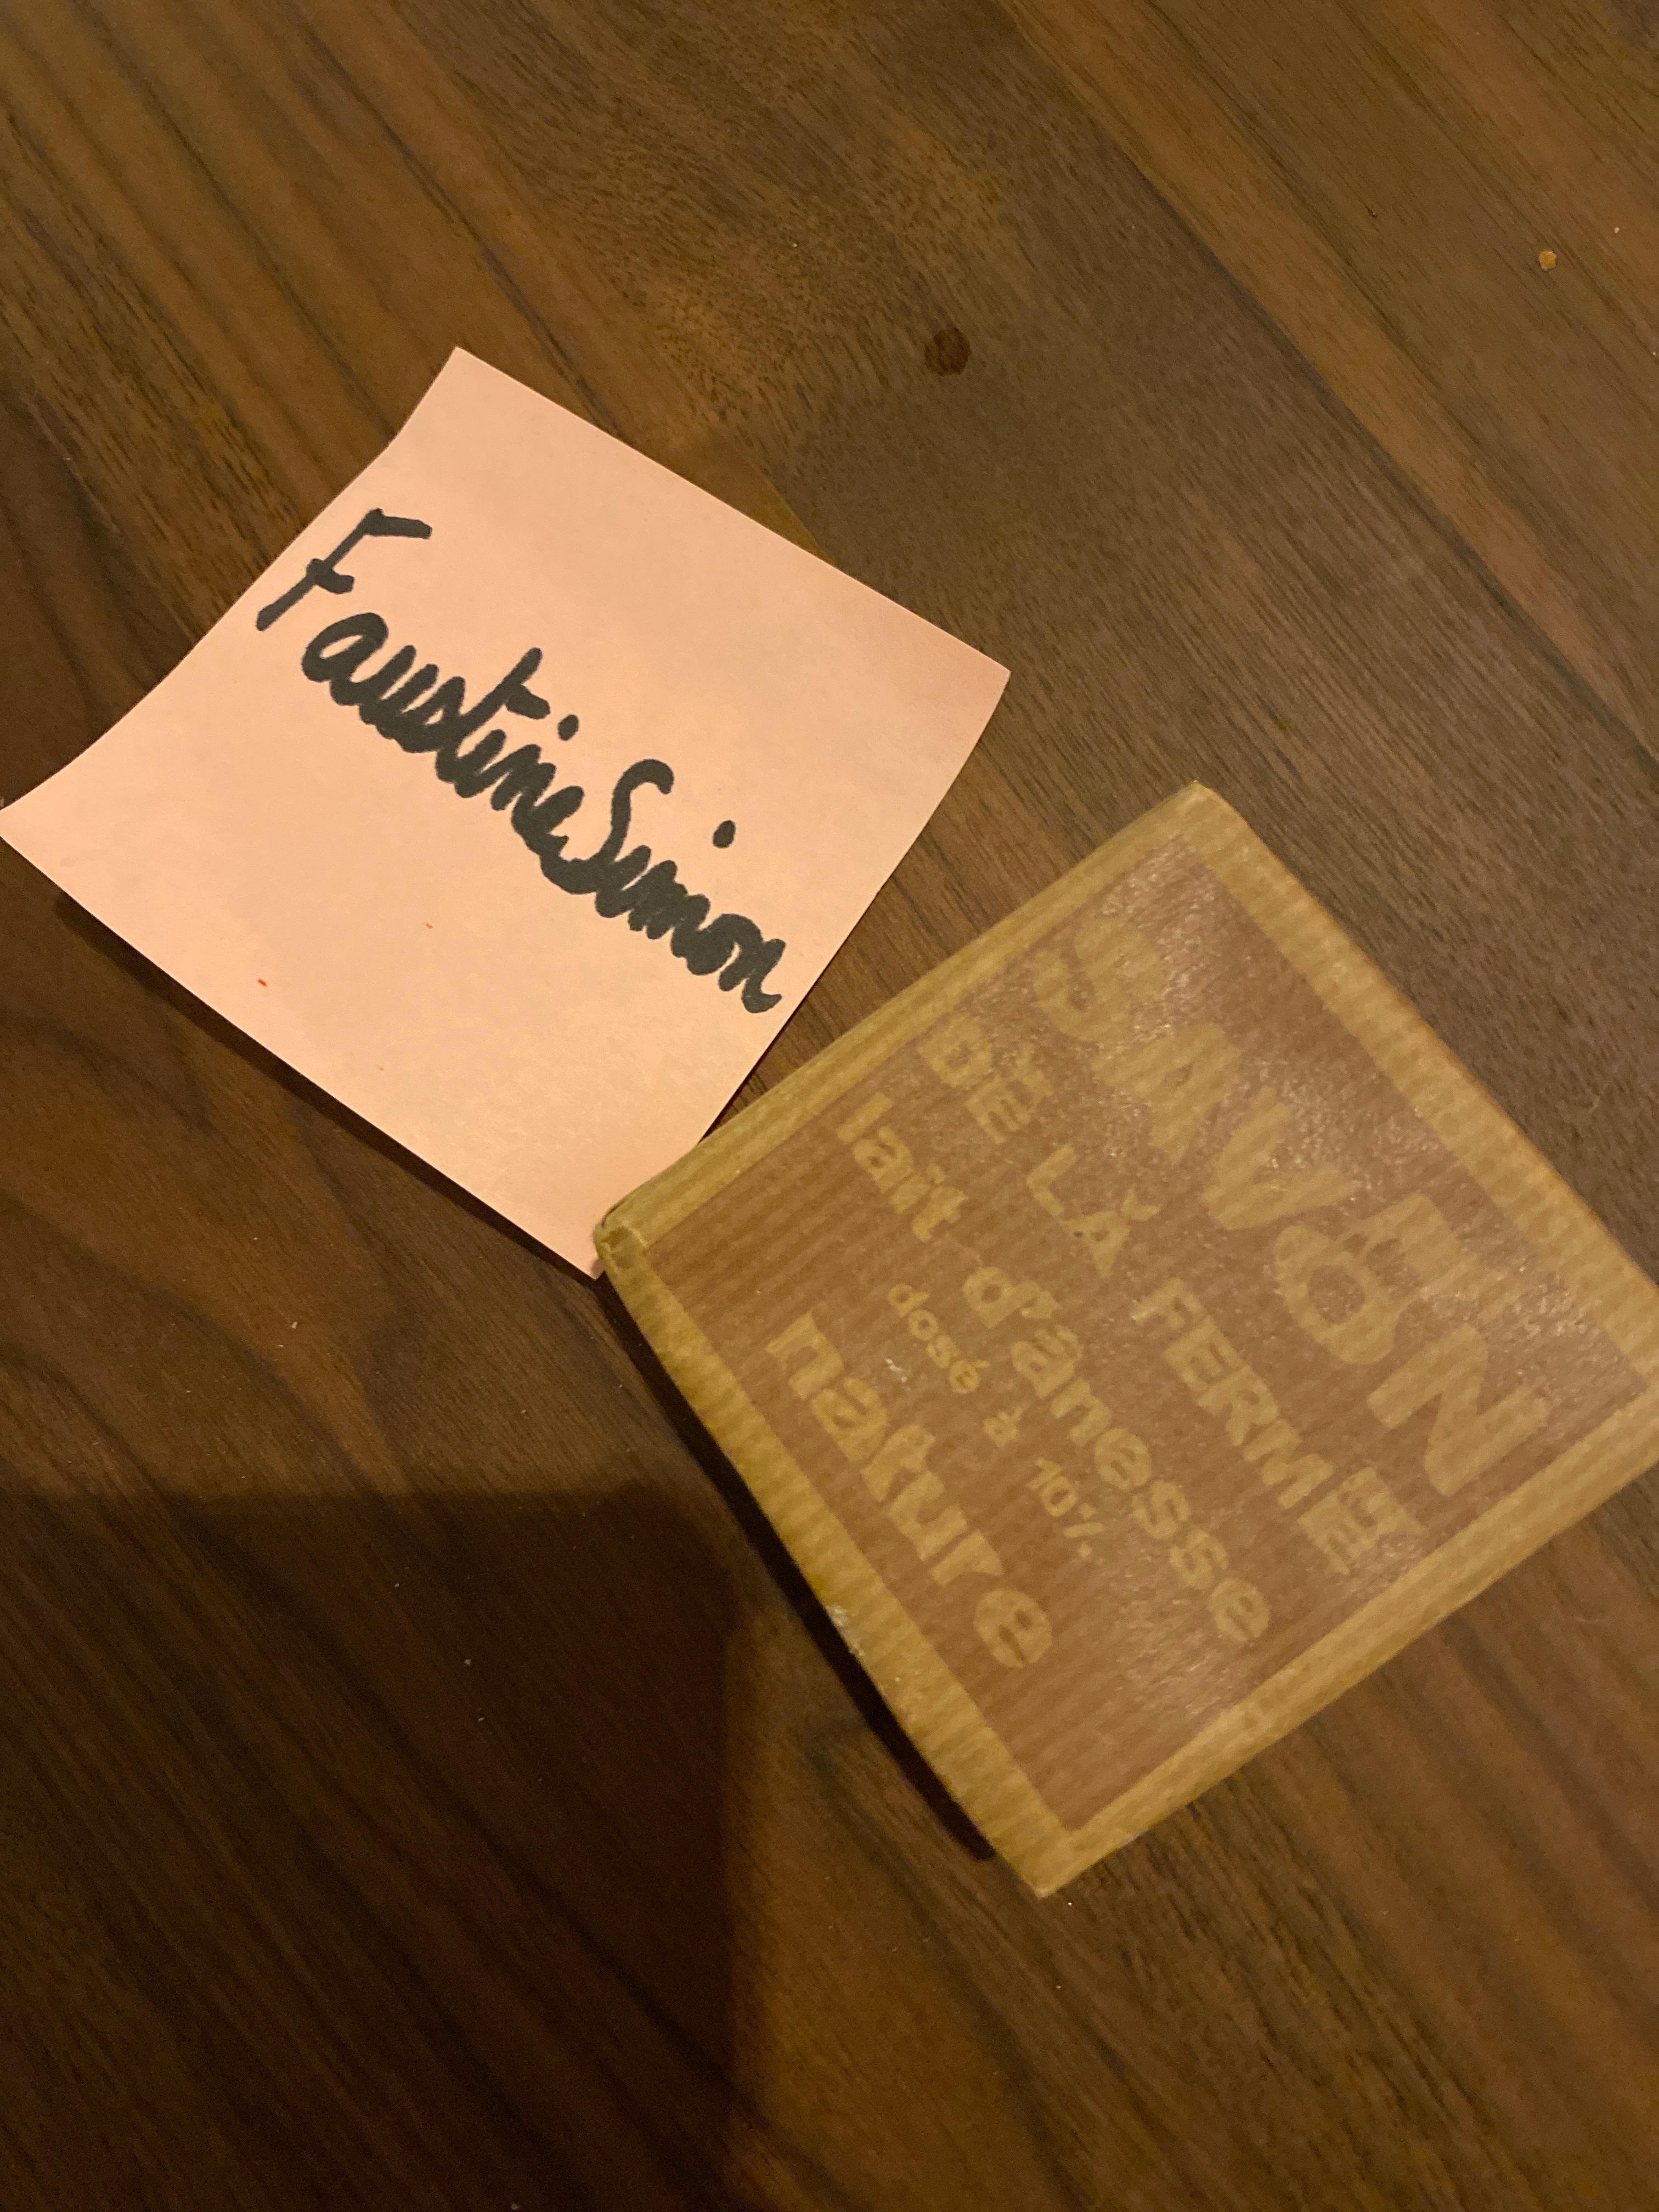 FaustineSimon
SAVON
DE LA FERME
lait d'ânesse
dosé à 10%
nature